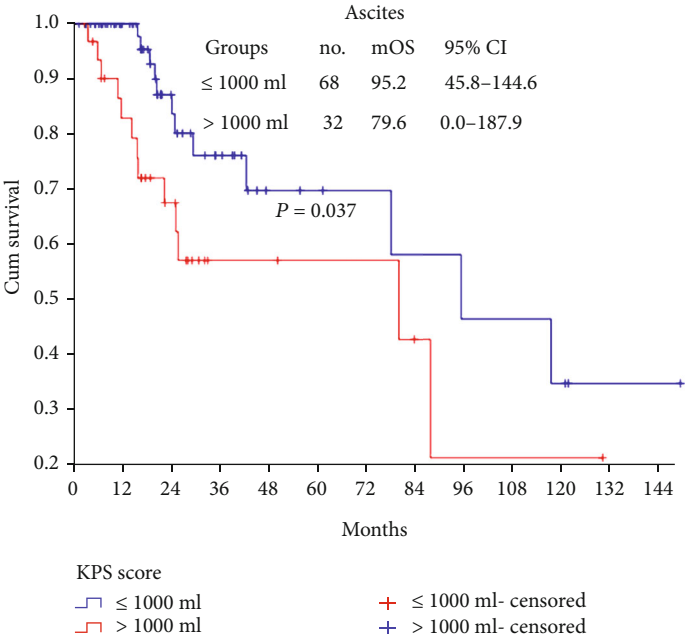 Ascites
Groups no. mOS 95% CI
≤ 1000 ml 68 95.2 45.8–144.6
> 1000 ml 32 79.6 0.0–187.9
P = 0.037
Cum survival
1.0
0.9
0.8
0.7
0.6
0.5
0.4
0.3
0.2
0 12 24 36 48 60 72 84 96 108 120 132 144
Months
KPS score
≤ 1000 ml
> 1000 ml
≤ 1000 ml- censored
> 1000 ml- censored